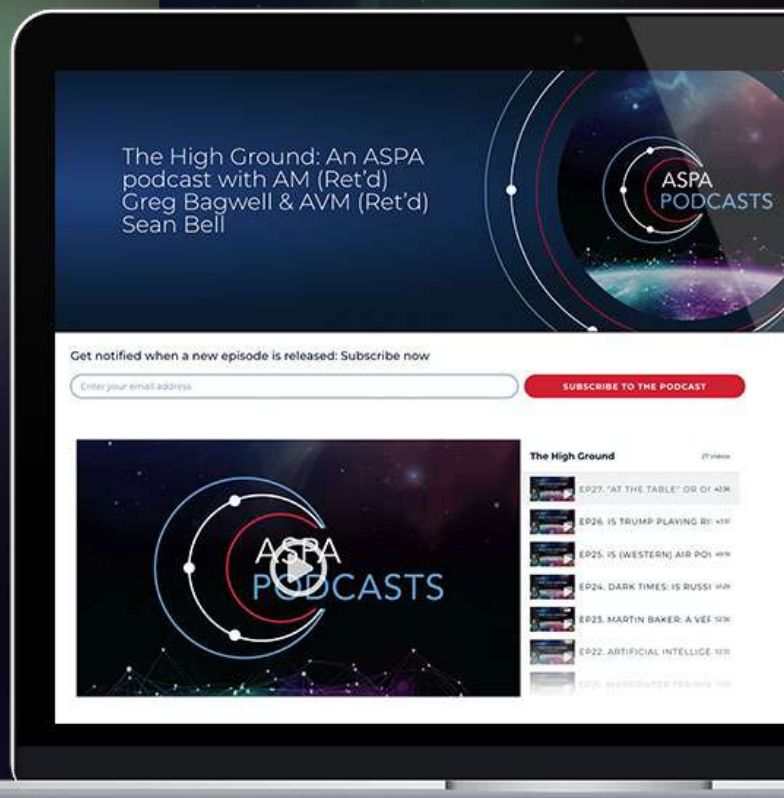 The High Ground: An ASPA
podcast with AM (Ret'd)
Greg Bagwell & AVM (Ret'd)
Sean Bell
ASPA
PODCASTS
Get notified when a new episode is released: Subscribe now
Enter your email address
SUBSCRIBE TO THE PODCAST
ASPA
PODCASTS
The High Ground
27 Videos
EP27. "AT THE TABLE" OR
EP26. IS TRUMP PLAYING
EP25. IS (WESTERN) AIR
EP24. DARK TIMES: IS RUSSI
EP23. MARTIN BAKER: A
EP22. ARTIFICIAL INTELLIGE